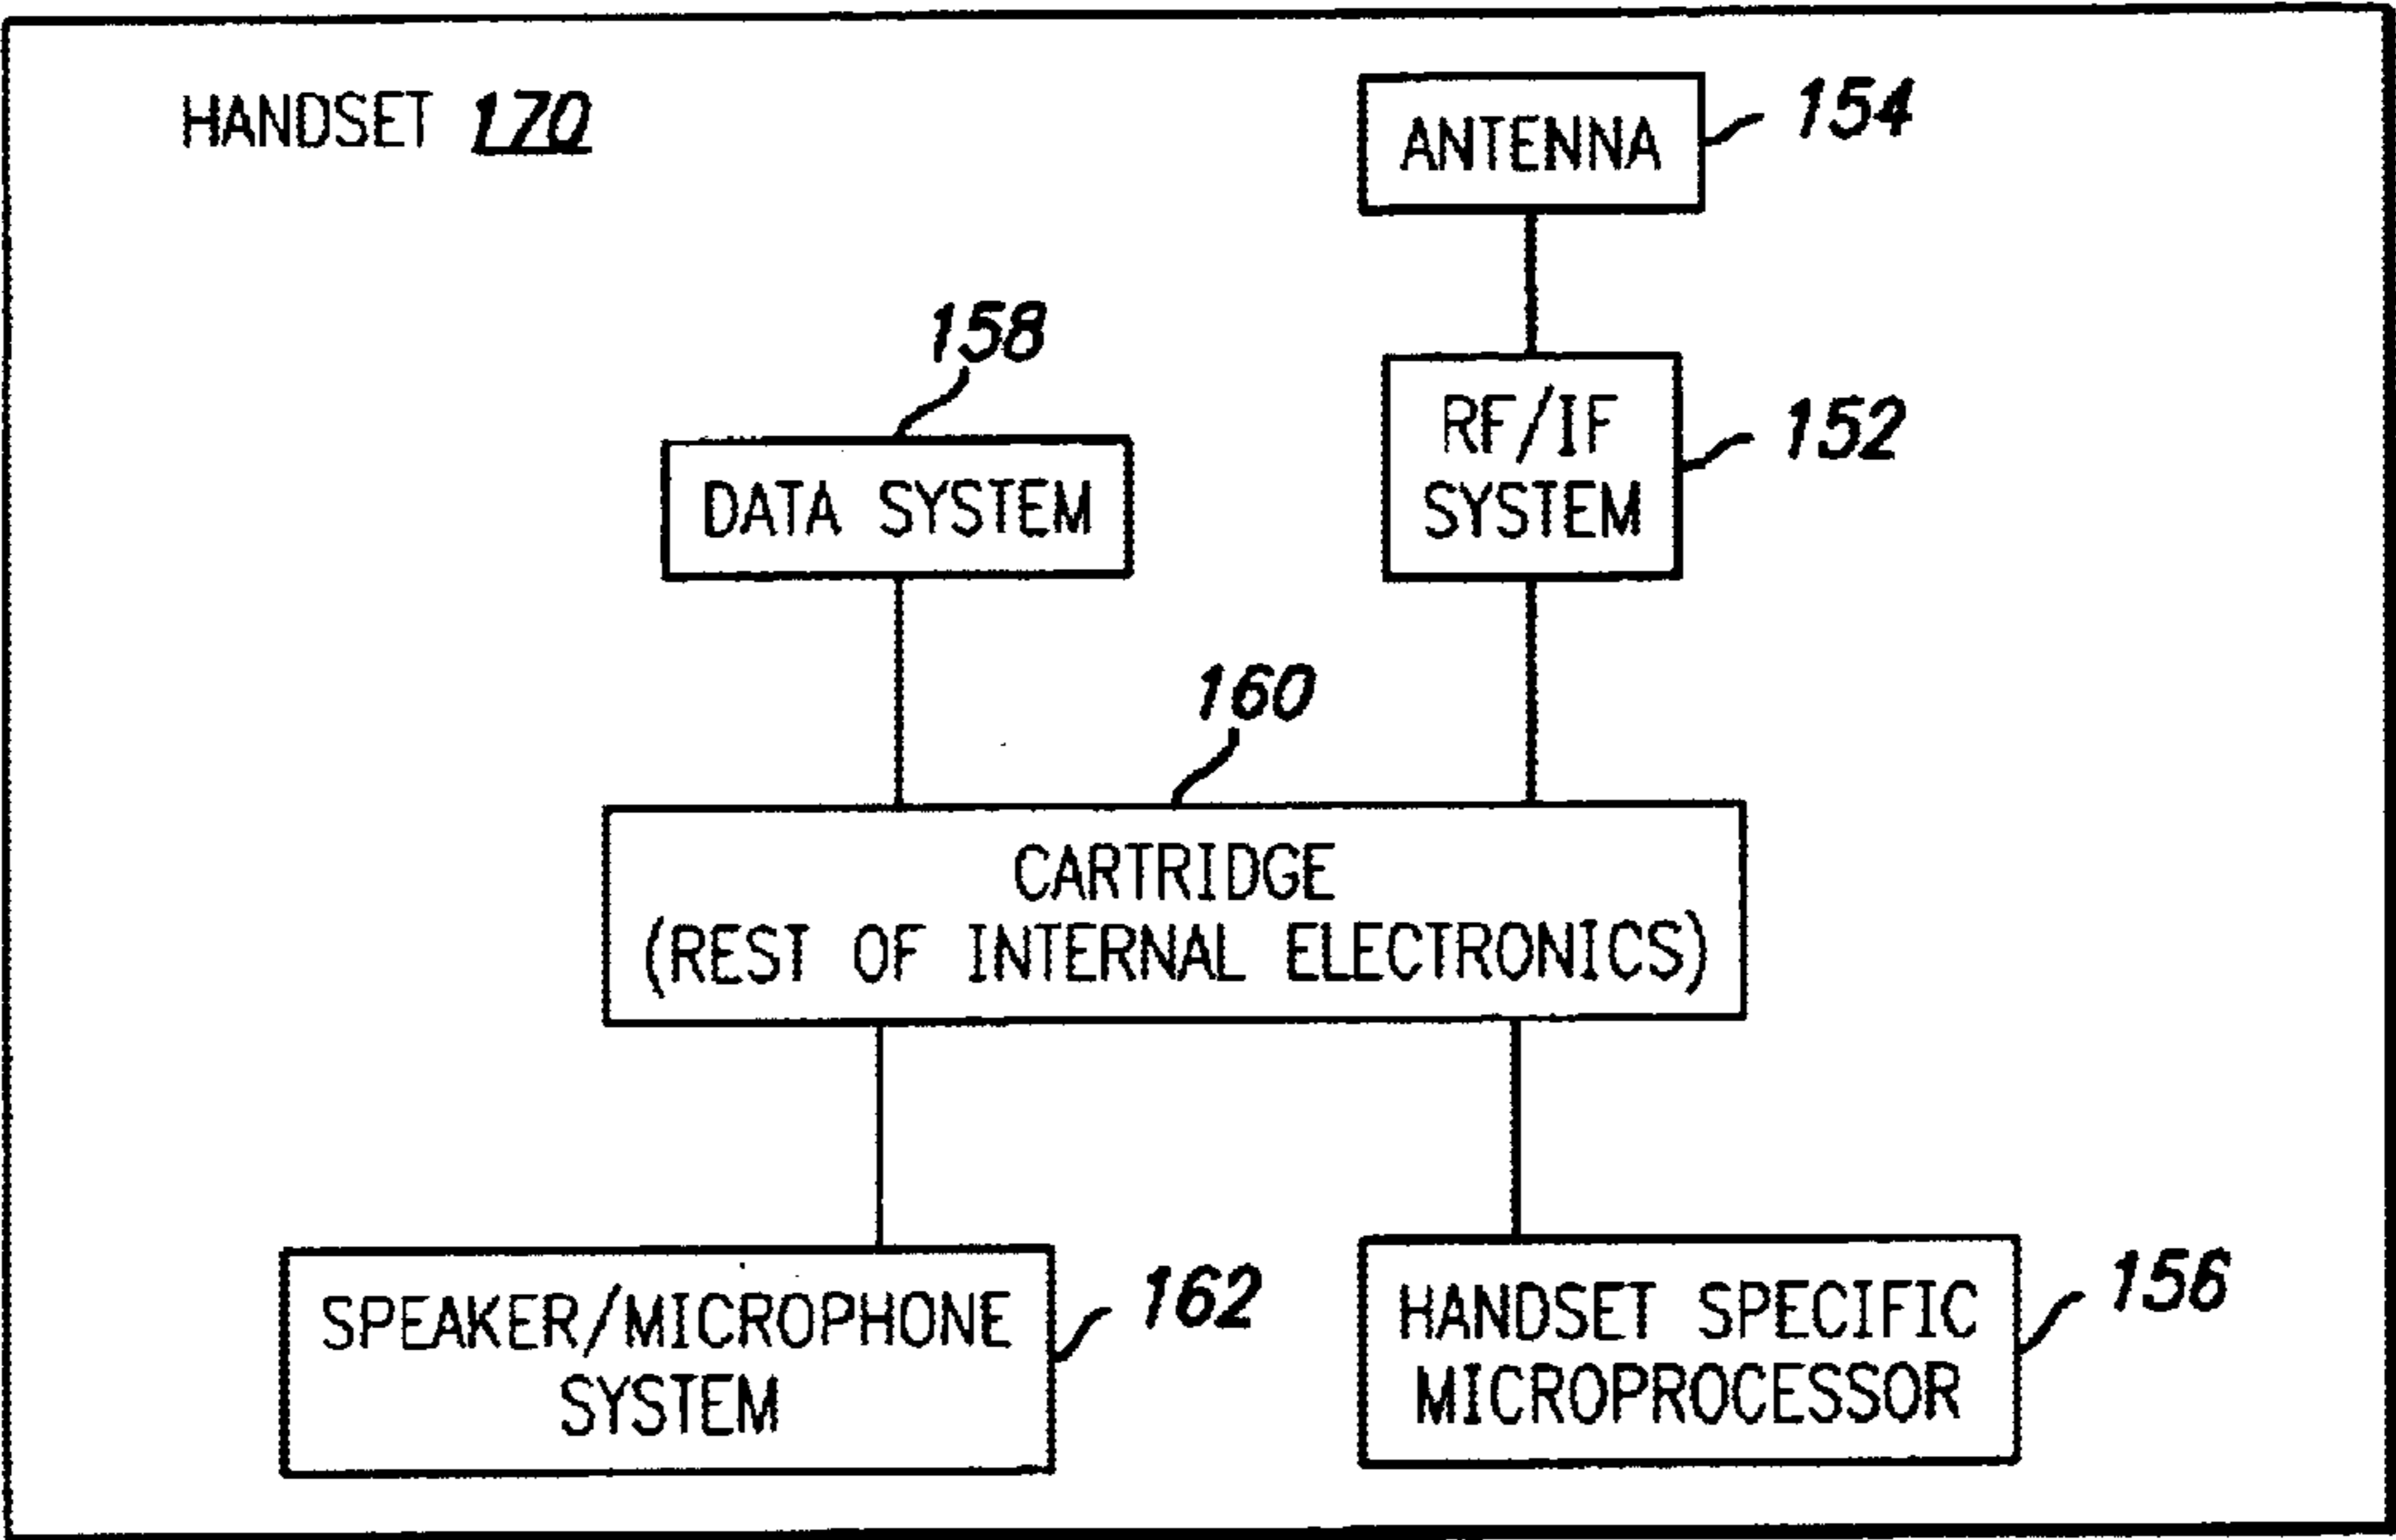 HANDSET 170
ANTENNA
154
158
RF/IF
SYSTEM
152
DATA SYSTEM
160
CARTRIDGE
(REST OF INTERNAL ELECTRONICS)
SPEAKER/MICROPHONE
SYSTEM
162
HANDSET SPECIFIC
MICROPROCESSOR
156